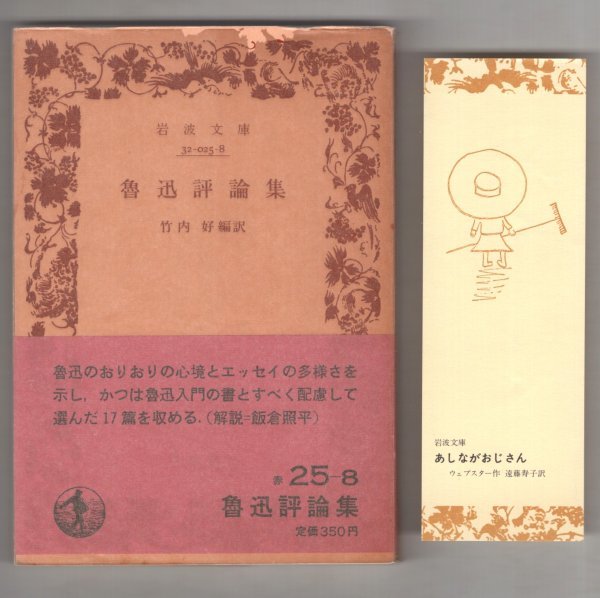 岩波文庫
32-025-8
魯迅評論集
竹内 好編訳
魯迅のおりおりの心境とエッセイの多様さを
示し，かつは魯迅入門の書とすべく配慮して
選んだ17篇を収める.(解説=飯倉照平)
赤 25-8
魯迅評論集
定価350円
岩波文庫
あしながおじさん
ウェブスター作 遠藤寿子訳